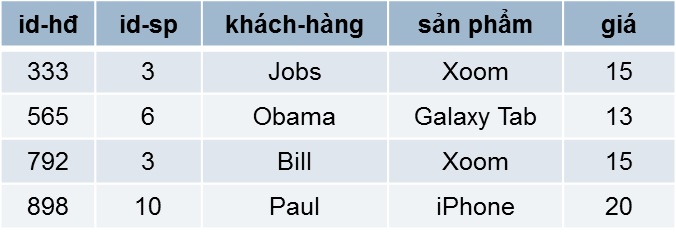 id-hđ id-sp khách-hàng sản phẩm giá
333 3 Jobs Xoom 15
565 6 Obama Galaxy Tab 13
792 3 Bill Xoom 15
898 10 Paul iPhone 20